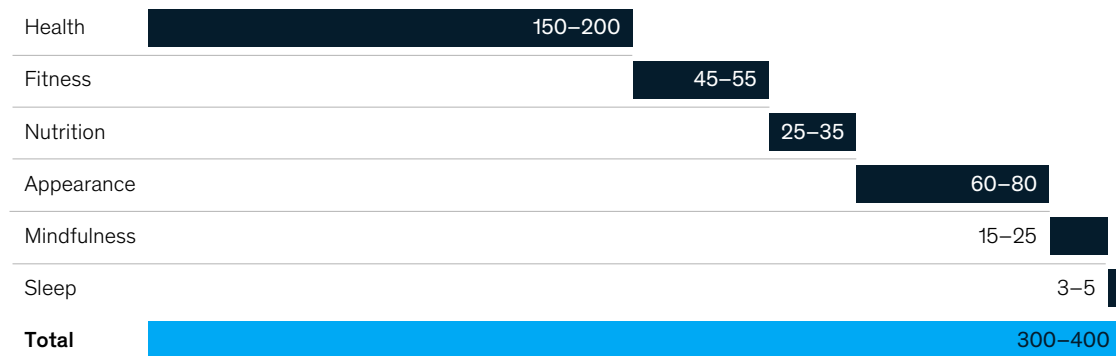 Health 150–200
Fitness 45–55
Nutrition 25–35
Appearance 60–80
Mindfulness 15–25
Sleep 3–5
Total 300–400